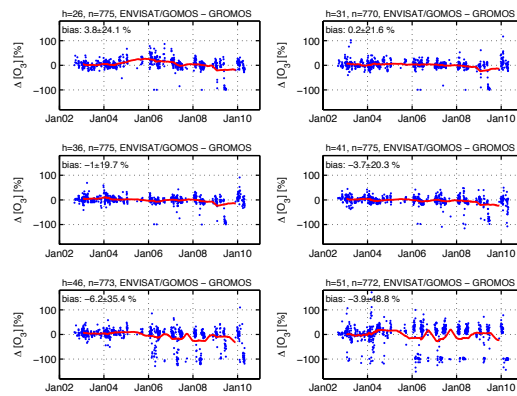 h=26, n=775, ENVISAT/GOMOS − GROMOS
bias: 3.8±24.1 %
Δ [O3] [%]
100
0
−100
Jan02 Jan04 Jan06 Jan08 Jan10
h=31, n=770, ENVISAT/GOMOS − GROMOS
bias: 0.2±21.6 %
Δ [O3] [%]
100
0
−100
Jan02 Jan04 Jan06 Jan08 Jan10
h=36, n=775, ENVISAT/GOMOS − GROMOS
bias: −1±19.7 %
Δ [O3] [%]
100
0
−100
Jan02 Jan04 Jan06 Jan08 Jan10
h=41, n=775, ENVISAT/GOMOS − GROMOS
bias: −3.7±20.3 %
Δ [O3] [%]
100
0
−100
Jan02 Jan04 Jan06 Jan08 Jan10
h=46, n=773, ENVISAT/GOMOS − GROMOS
bias: −6.2±35.4 %
Δ [O3] [%]
100
0
−100
Jan02 Jan04 Jan06 Jan08 Jan10
h=51, n=772, ENVISAT/GOMOS − GROMOS
bias: −3.9±48.8 %
Δ [O3] [%]
100
0
−100
Jan02 Jan04 Jan06 Jan08 Jan10